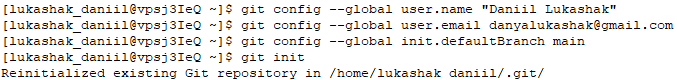 [lukashak_daniil@vpsj3IeQ ~]$ git config --global user.name "Daniil Lukashak"
[lukashak_daniil@vpsj3IeQ ~]$ git config --global user.email danyalukashak@gmail.com
[lukashak_daniil@vpsj3IeQ ~]$ git config --global init.defaultBranch main
[lukashak_daniil@vpsj3IeQ ~]$ git init
Reinitialized existing Git repository in /home/lukashak_daniil/.git/